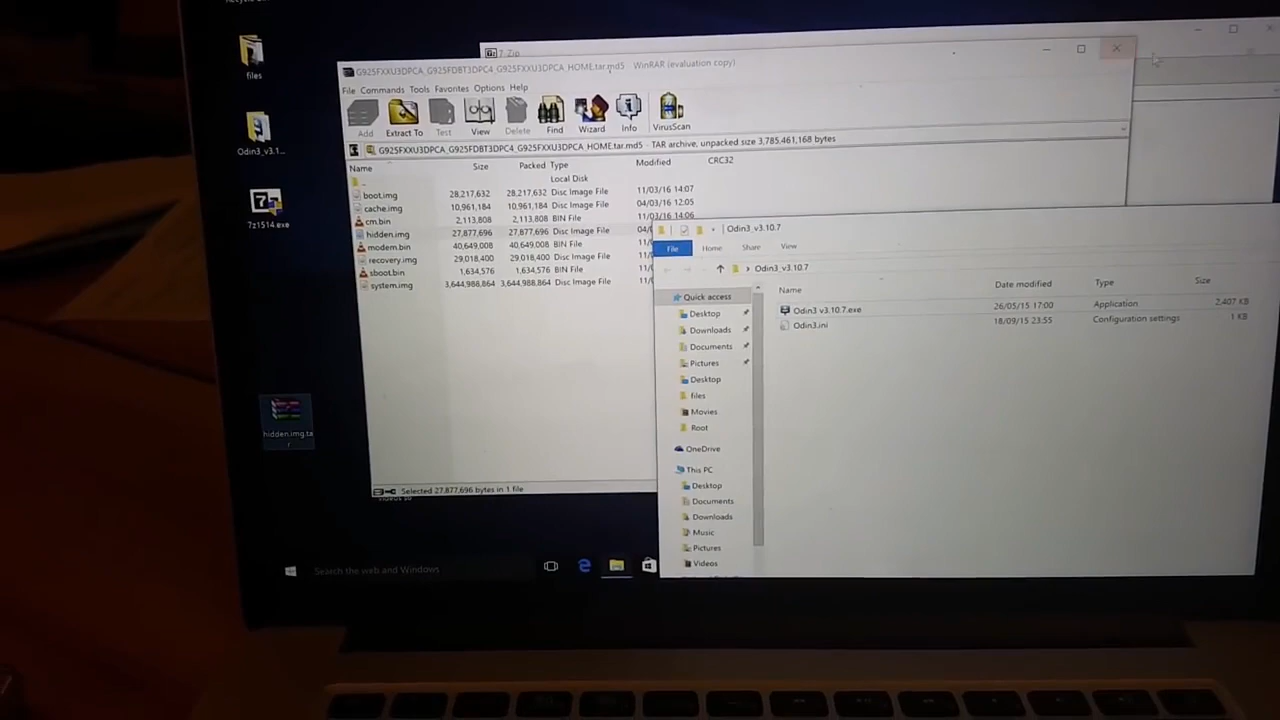 files
Odin3_v3.1...
7z1514.exe
hidden.img.ta
r
7-Zip
G925FXXU3DPCA_G925FDBT3DPC4_G925FXXU3DPCA_HOME.tar.md5 - WinRAR (evaluation copy)
File Commands Tools Favorites Options Help
Add Extract To Test View Delete Find Wizard Info VirusScan
G925FXXU3DPCA_G925FDBT3DPC4_G925FXXU3DPCA_HOME.tar.md5 - TAR archive, unpacked size 3,785,461,168 bytes
Name Size Packed Type Modified CRC32
.. Local Disk
boot.img 28,217,632 28,217,632 Disc Image File 11/03/16 14:07
cache.img 10,961,184 10,961,184 Disc Image File 04/03/16 12:05
cm.bin 2,113,808 2,113,808 BIN File 11/03/16 14:06
hidden.img 27,877,696 27,877,696 Disc Image File 04/
modem.bin 40,649,008 40,649,008 BIN File 11/
recovery.img 29,018,400 29,018,400 Disc Image File 11/
sboot.bin 1,634,576 1,634,576 BIN File 11/
system.img 3,644,988,864 3,644,988,864 Disc Image File 11/
Selected 27,877,696 bytes in 1 file
Odin3_v3.10.7
File Home Share View
Odin3_v3.10.7
Quick access
Desktop
Downloads
Documents
Pictures
Desktop
files
Movies
Root
OneDrive
This PC
Desktop
Documents
Downloads
Music
Pictures
Videos
Name Date modified Type Size
Odin3 v3.10.7.exe 26/05/15 17:00 Application 2,407 KB
Odin3.ini 18/09/15 23:55 Configuration settings 1 KB
Search the web and Windows